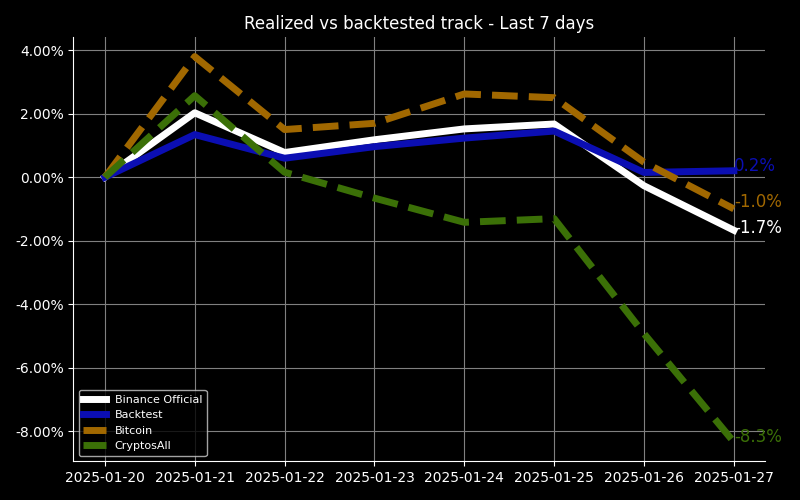 Realized vs backtested track - Last 7 days
4.00%
2.00%
0.00%
-2.00%
-4.00%
-6.00%
-8.00%
0.2%
-1.0%
-1.7%
-8.3%
Binance Official
Backtest
Bitcoin
CryptosAll
2025-01-20 2025-01-21 2025-01-22 2025-01-23 2025-01-24 2025-01-25 2025-01-26 2025-01-27